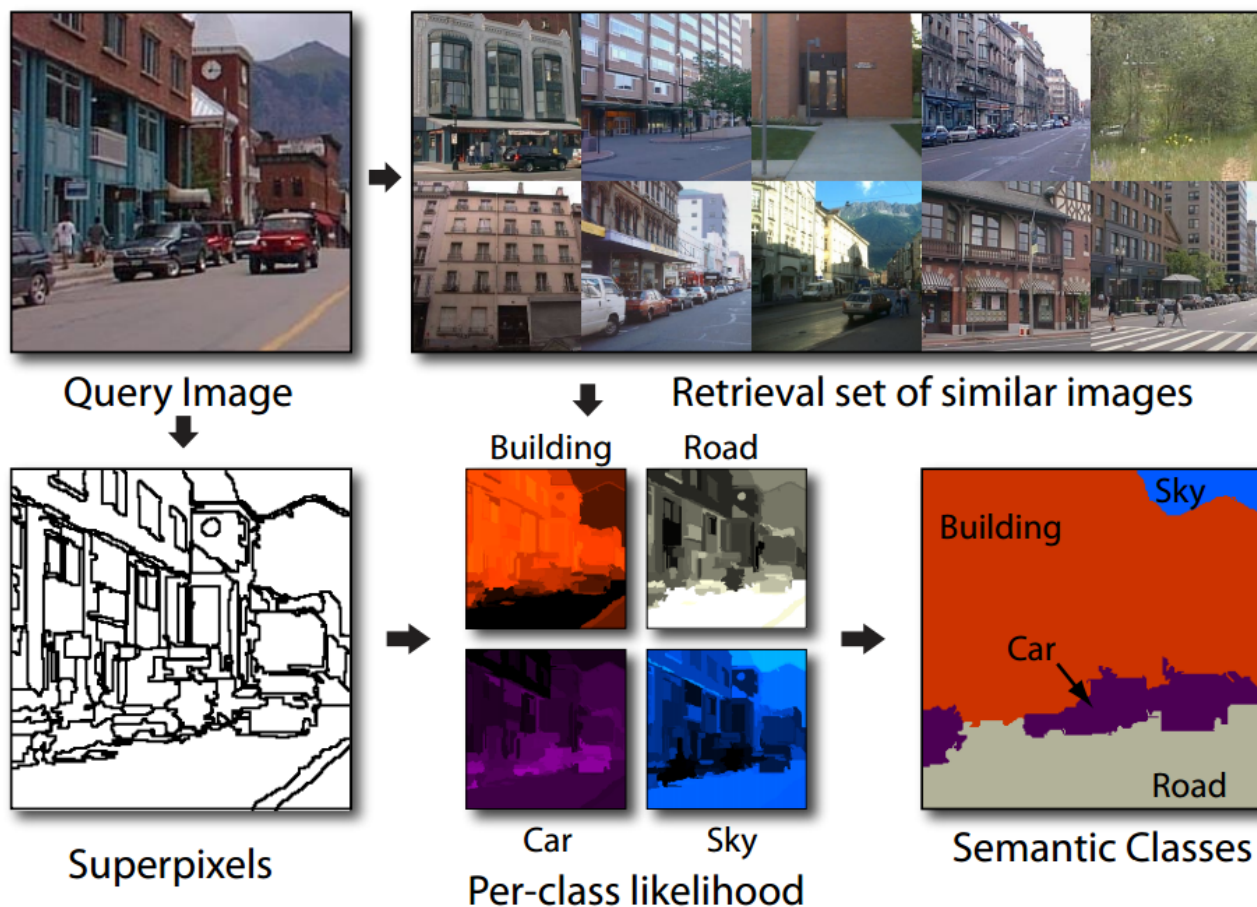 Query Image
Retrieval set of similar images
Building
Road
Car
Sky
Superpixels
Per-class likelihood
Sky
Building
Car
Road
Semantic Classes